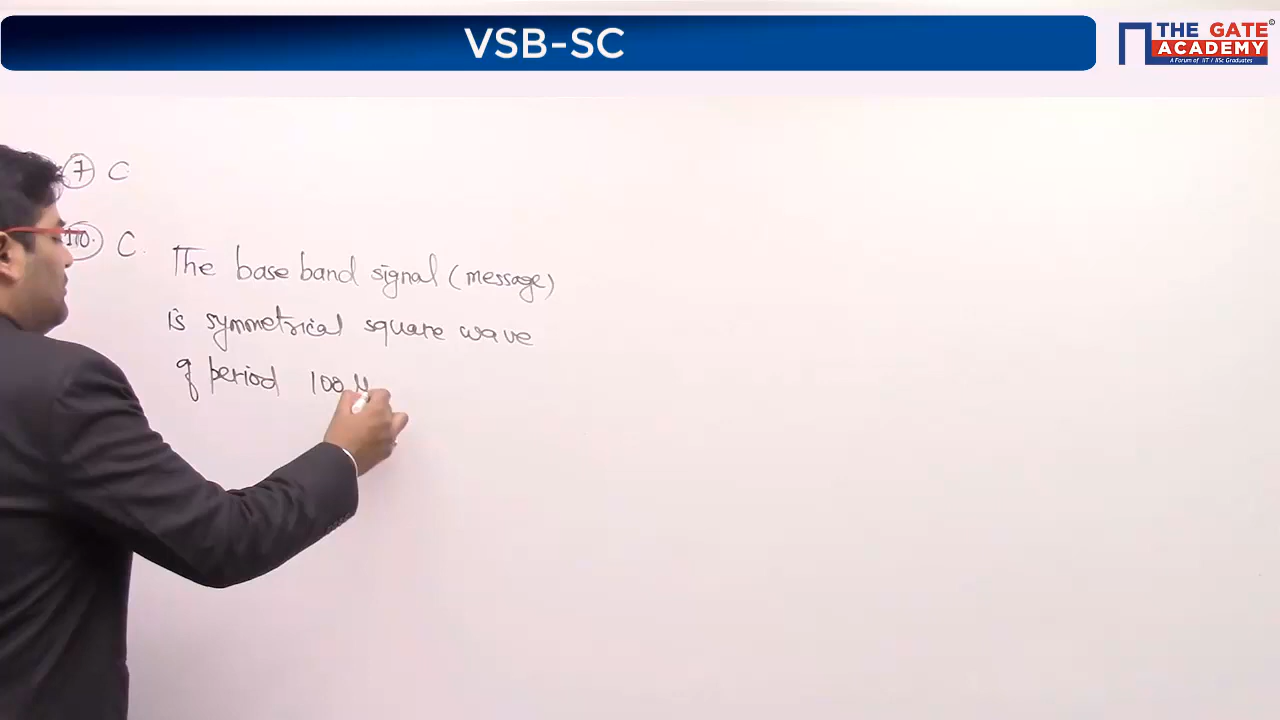 VSB-SC
THE GATE
ACADEMY
A Forum of IIT / IISc Graduates
7 C
10. C. The base band signal (message)
is symmetrical square wave
of period 100 μ